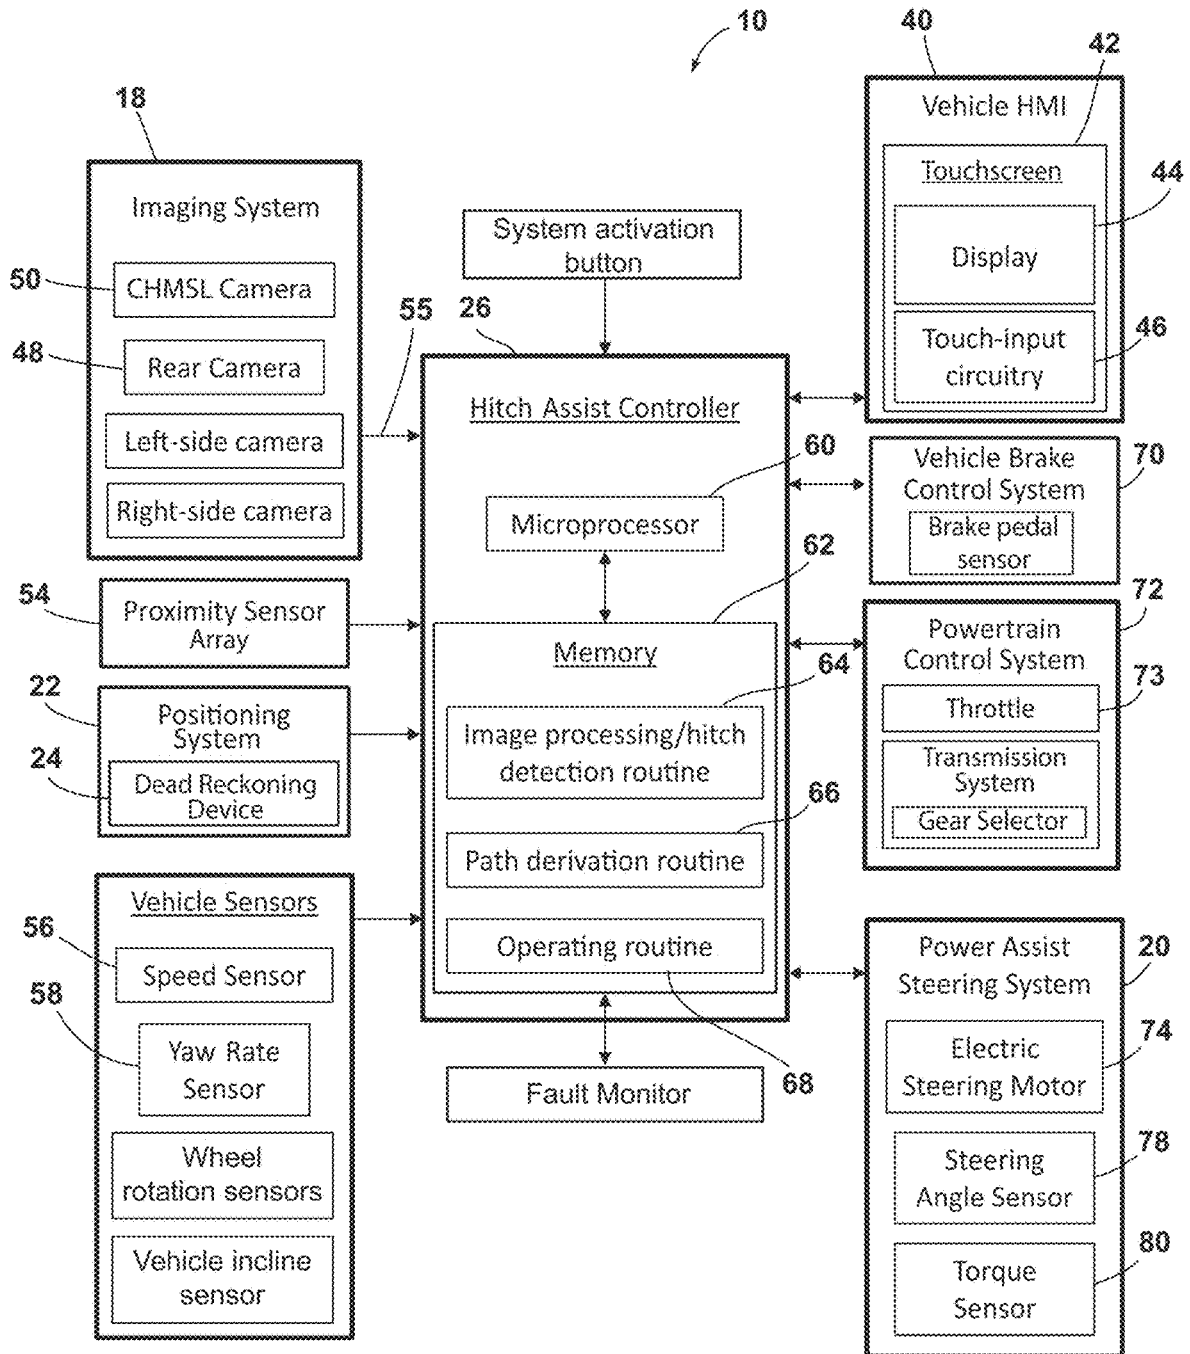 10
18
Imaging System
50
CHMSL Camera
48
Rear Camera
Left-side camera
Right-side camera
55
54
Proximity Sensor
Array
22
Positioning
System
24
Dead Reckoning
Device
Vehicle Sensors
56
Speed Sensor
58
Yaw Rate
Sensor
Wheel
rotation sensors
Vehicle incline
sensor
System activation
button
26
Hitch Assist Controller
60
Microprocessor
62
Memory
64
Image processing/hitch
detection routine
66
Path derivation routine
Operating routine
68
Fault Monitor
40
42
Vehicle HMI
Touchscreen
44
Display
46
Touch-input
circuitry
Vehicle Brake
Control System
70
Brake pedal
sensor
72
Powertrain
Control System
73
Throttle
Transmission
System
Gear Selector
Power Assist
Steering System
20
74
Electric
Steering Motor
78
Steering
Angle Sensor
80
Torque
Sensor